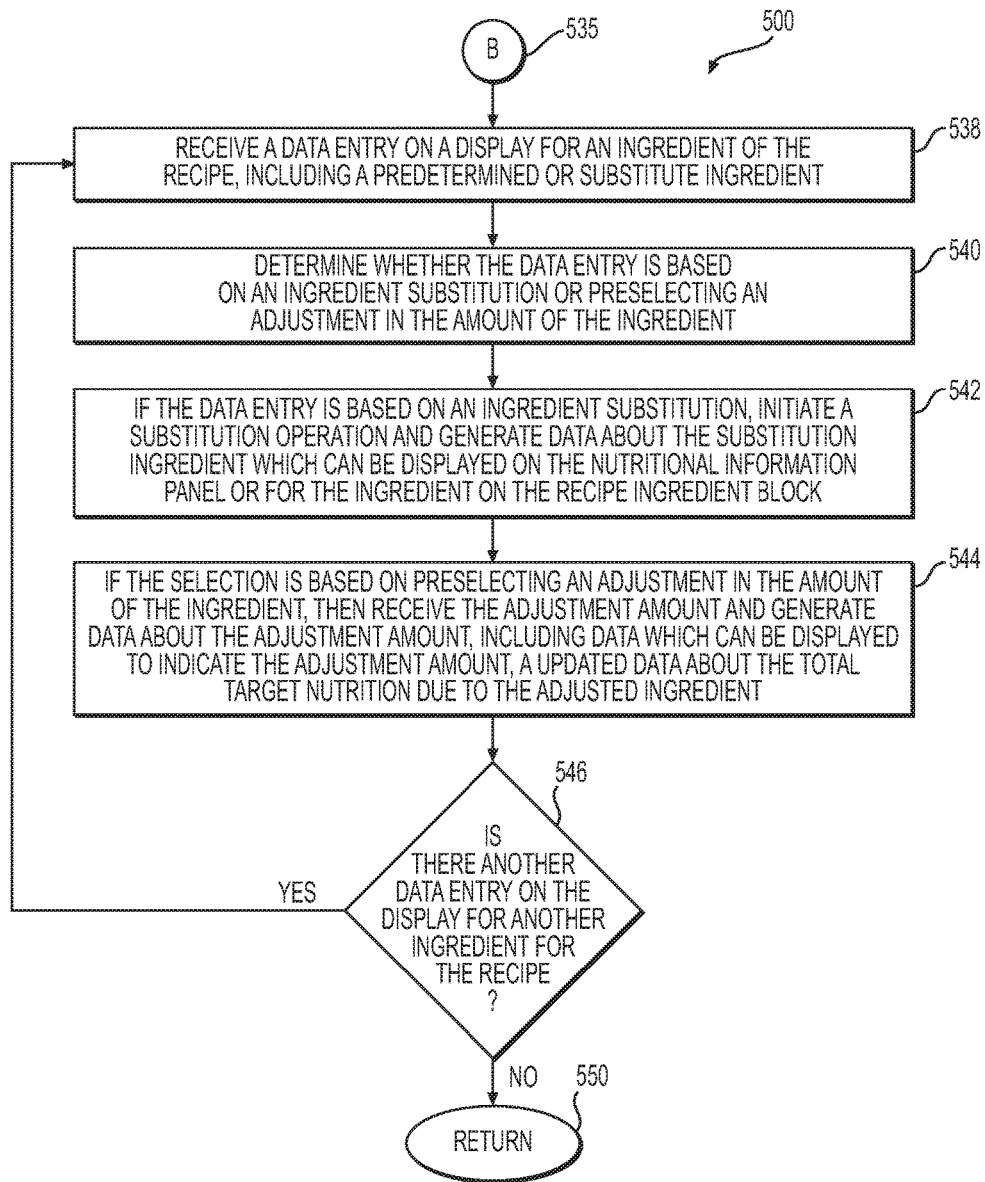 500
B
535
RECEIVE A DATA ENTRY ON A DISPLAY FOR AN INGREDIENT OF THE
RECIPE, INCLUDING A PREDETERMINED OR SUBSTITUTE INGREDIENT
538
DETERMINE WHETHER THE DATA ENTRY IS BASED
ON AN INGREDIENT SUBSTITUTION OR PRESELECTING AN
ADJUSTMENT IN THE AMOUNT OF THE INGREDIENT
540
IF THE DATA ENTRY IS BASED ON AN INGREDIENT SUBSTITUTION, INITIATE A
SUBSTITUTION OPERATION AND GENERATE DATA ABOUT THE SUBSTITUTION
INGREDIENT WHICH CAN BE DISPLAYED ON THE NUTRITIONAL INFORMATION
PANEL OR FOR THE INGREDIENT ON THE RECIPE INGREDIENT BLOCK
542
IF THE SELECTION IS BASED ON PRESELECTING AN ADJUSTMENT IN THE AMOUNT
OF THE INGREDIENT, THEN RECEIVE THE ADJUSTMENT AMOUNT AND GENERATE
DATA ABOUT THE ADJUSTMENT AMOUNT, INCLUDING DATA WHICH CAN BE DISPLAYED
TO INDICATE THE ADJUSTMENT AMOUNT, A UPDATED DATA ABOUT THE TOTAL
TARGET NUTRITION DUE TO THE ADJUSTED INGREDIENT
544
546
IS
THERE ANOTHER
DATA ENTRY ON THE
DISPLAY FOR ANOTHER
INGREDIENT FOR
THE RECIPE
?
YES
NO
550
RETURN